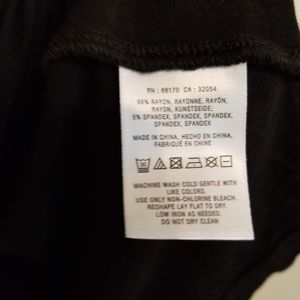 RN : 66170 CA : 32054
95% RAYON, RAYONNE, RAYÓN,
RAYON, KUNSTSEIDE;
5% SPANDEX, SPANDEX, SPANDEX,
SPANDEX, SPANDEX
MADE IN CHINA, HECHO EN CHINA,
FABRIQUÉ EN CHINE
30
MACHINE WASH COLD GENTLE WITH
LIKE COLORS.
USE ONLY NON-CHLORINE BLEACH.
RESHAPE LAY FLAT TO DRY.
LOW IRON AS NEEDED.
DO NOT DRY CLEAN